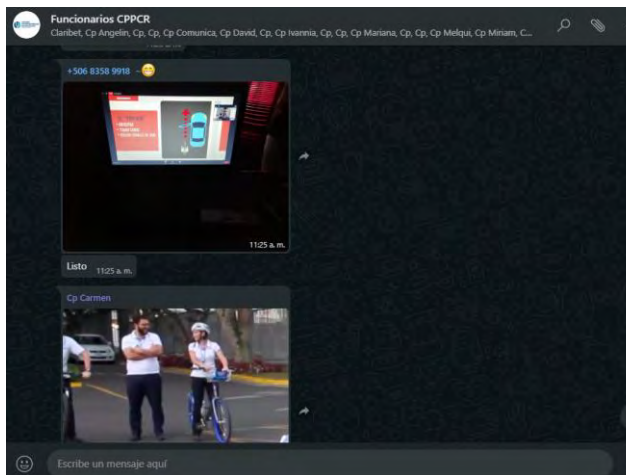 Funcionarios CPPCR
Claribet, Cp Angelin, Cp, Cp, Cp Comunica, Cp David, Cp, Cp Ivannia, Cp, Cp, Cp Mariana, Cp, Cp, Cp Melqui, Cp Miriam, C...
+506 8358 9918 ~😁
11:25 a. m.
Listo
11:25 a. m.
Cp Carmen
Escribe un mensaje aquí